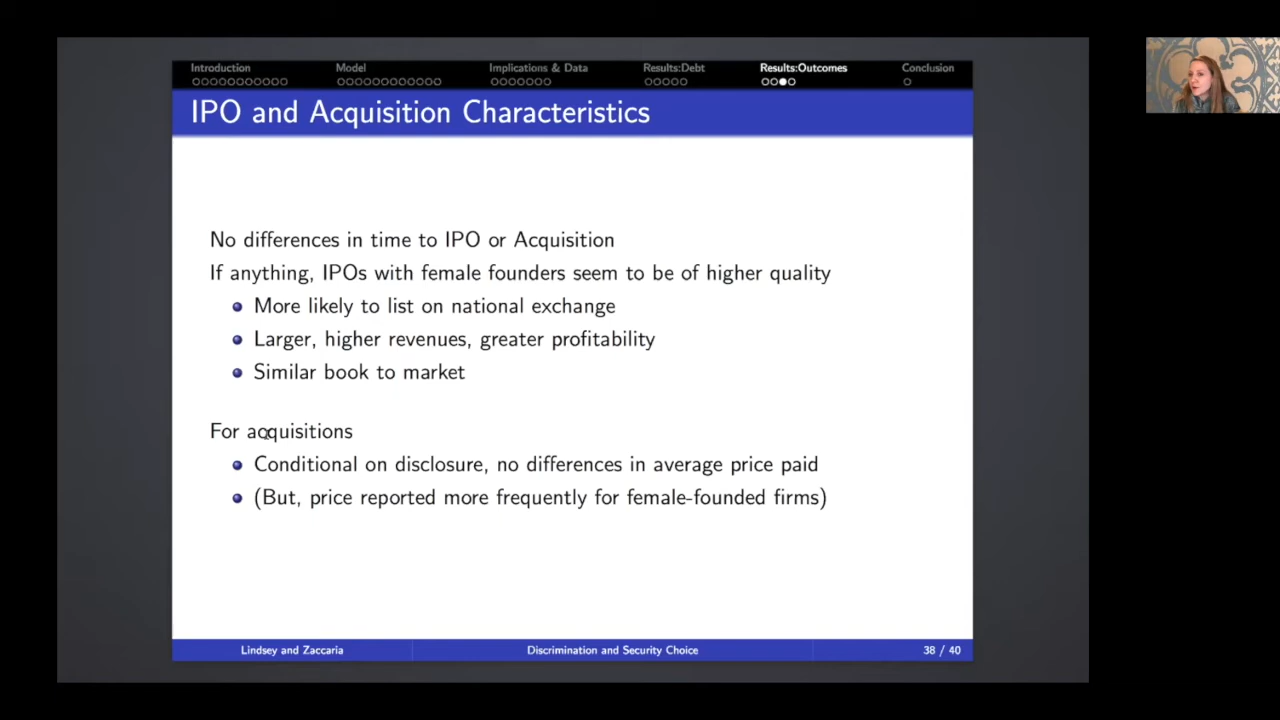 Introduction Model Implications & Data Results:Debt Results:Outcomes Conclusion
IPO and Acquisition Characteristics
No differences in time to IPO or Acquisition
If anything, IPOs with female founders seem to be of higher quality
More likely to list on national exchange
Larger, higher revenues, greater profitability
Similar book to market
For acquisitions
Conditional on disclosure, no differences in average price paid
(But, price reported more frequently for female-founded firms)
Lindsey and Zaccaria Discrimination and Security Choice 38 / 40